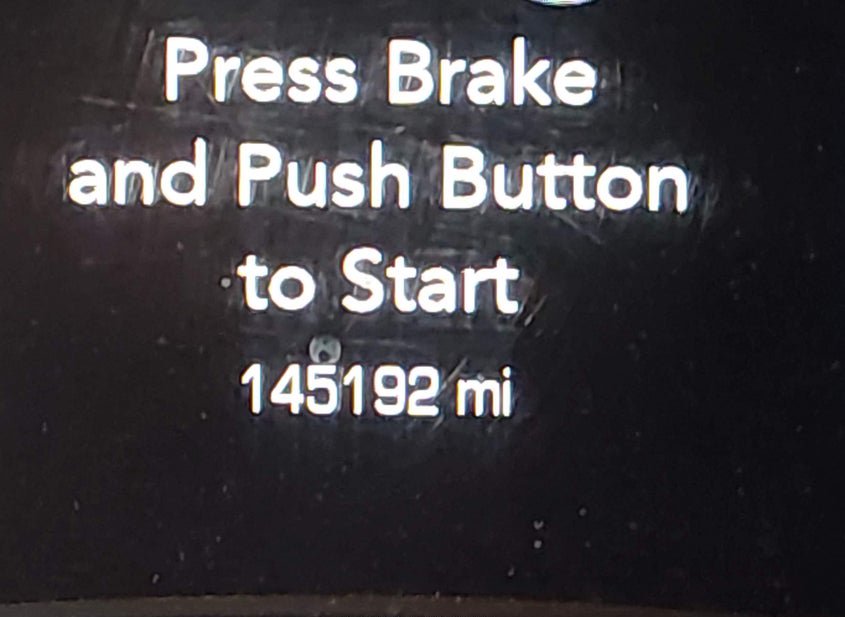 Press Brake
and Push Button
to Start
145192 mi